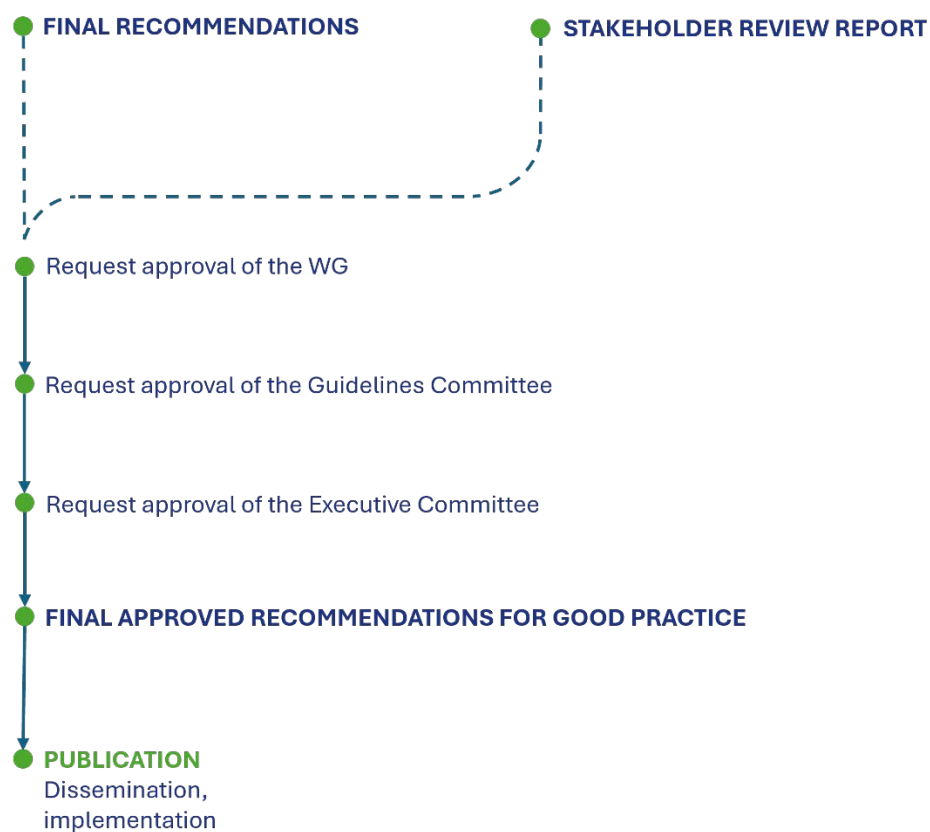 FINAL RECOMMENDATIONS
STAKEHOLDER REVIEW REPORT
Request approval of the WG
Request approval of the Guidelines Committee
Request approval of the Executive Committee
FINAL APPROVED RECOMMENDATIONS FOR GOOD PRACTICE
PUBLICATION
Dissemination,
implementation